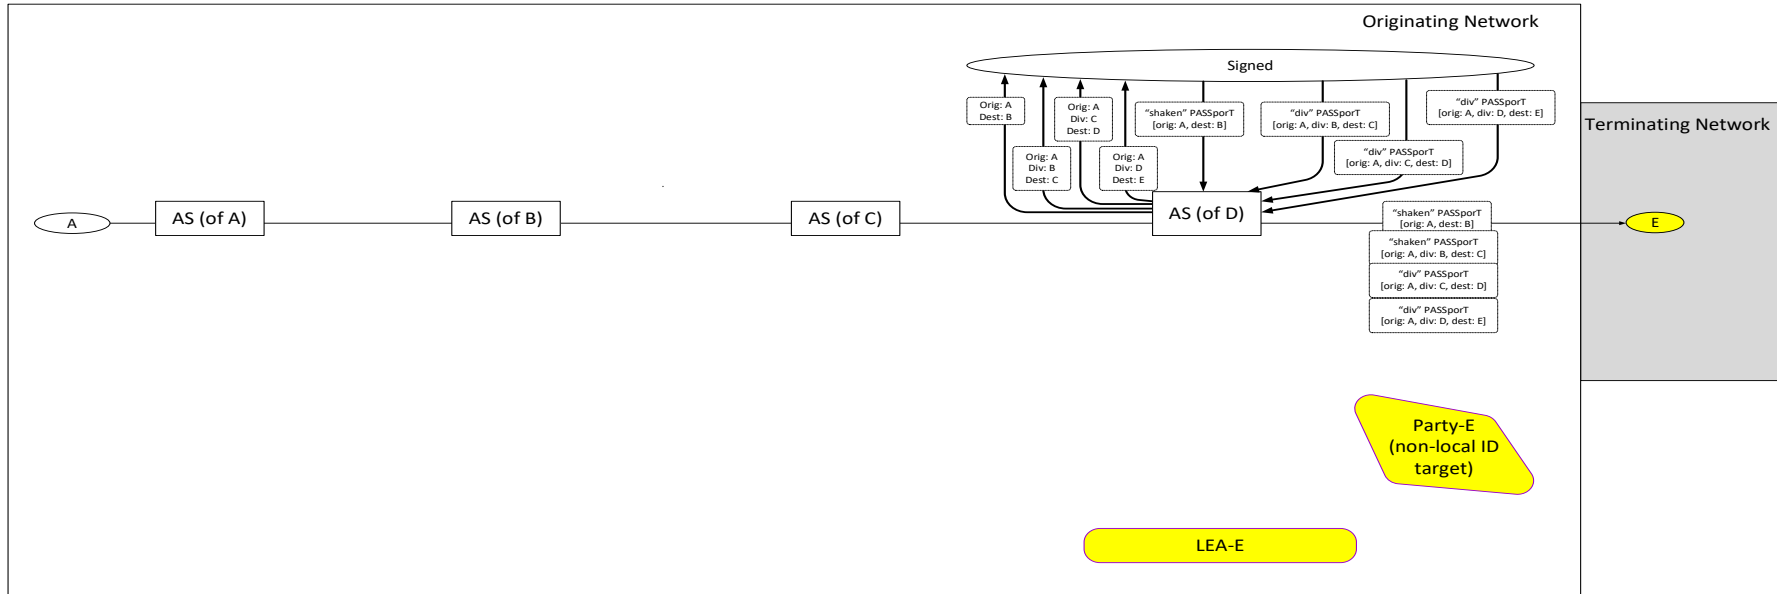 Originating Network
Signed
Orig: A
Dest: B
Orig: A
Div: B
Dest: C
Orig: A
Div: C
Dest: D
Orig: A
Div: D
Dest: E
“shaken” PASSporT
[orig: A, dest: B]
“div” PASSporT
[orig: A, div: B, dest: C]
“div” PASSporT
[orig: A, div: C, dest: D]
“div” PASSporT
[orig: A, div: D, dest: E]
Terminating Network
A
AS (of A)
AS (of B)
AS (of C)
AS (of D)
E
“shaken” PASSporT
[orig: A, dest: B]
“shaken” PASSporT
[orig: A, div: B, dest: C]
“div” PASSporT
[orig: A, div: C, dest: D]
“div” PASSporT
[orig: A, div: D, dest: E]
Party-E
(non-local ID
target)
LEA-E